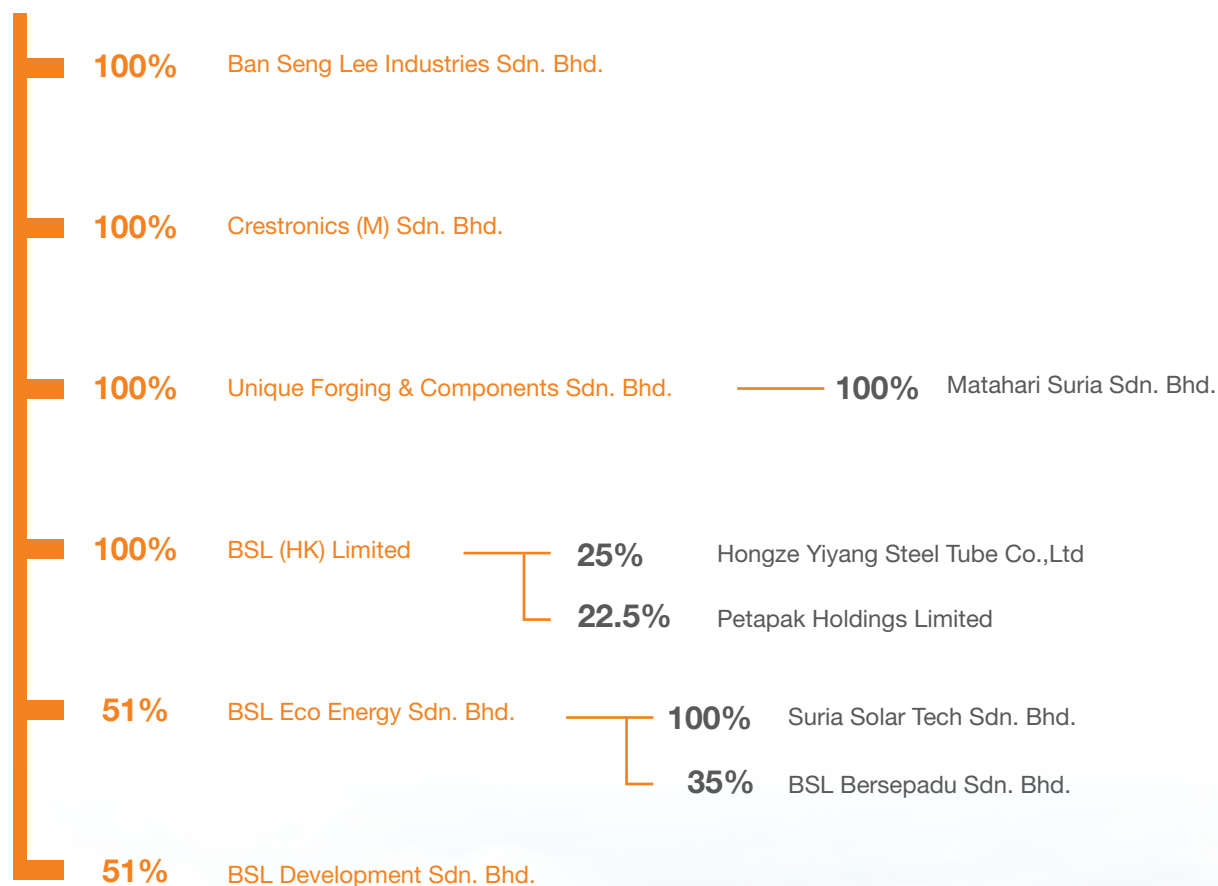 100% Ban Seng Lee Industries Sdn. Bhd.
100% Crestronics (M) Sdn. Bhd.
100% Unique Forging & Components Sdn. Bhd. 100% Matahari Suria Sdn. Bhd.
100% BSL (HK) Limited 25% Hongze Yiyang Steel Tube Co.,Ltd
22.5% Petapak Holdings Limited
51% BSL Eco Energy Sdn. Bhd. 100% Suria Solar Tech Sdn. Bhd.
35% BSL Bersepadu Sdn. Bhd.
51% BSL Development Sdn. Bhd.